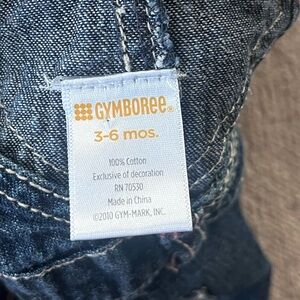 GYMBOREE®
3-6 mos.
100% Cotton
Exclusive of decoration
RN 70530
Made in China
©2010 GYM-MARK, INC.